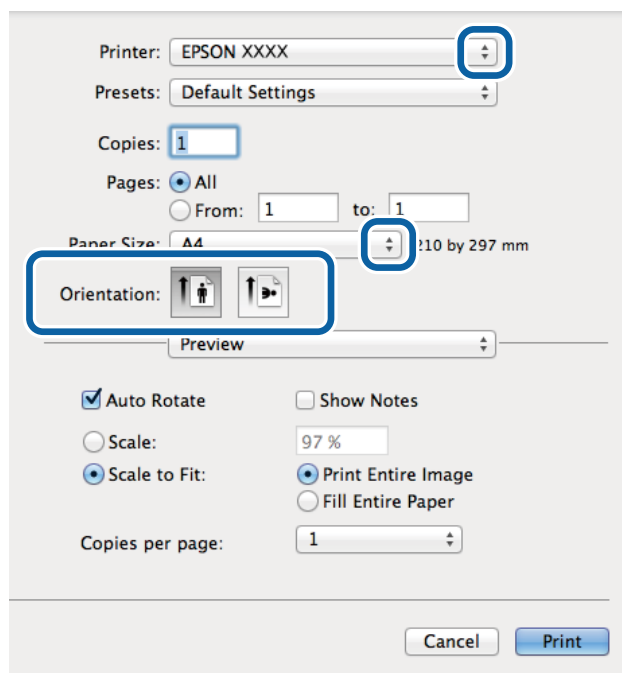 Printer: EPSON XXXX
Presets: Default Settings
Copies: 1
Pages: All
From: 1 to: 1
Paper Size: A4 210 by 297 mm
Orientation:
Preview
Auto Rotate Show Notes
Scale: 97 %
Scale to Fit: Print Entire Image
Fill Entire Paper
Copies per page: 1
Cancel Print